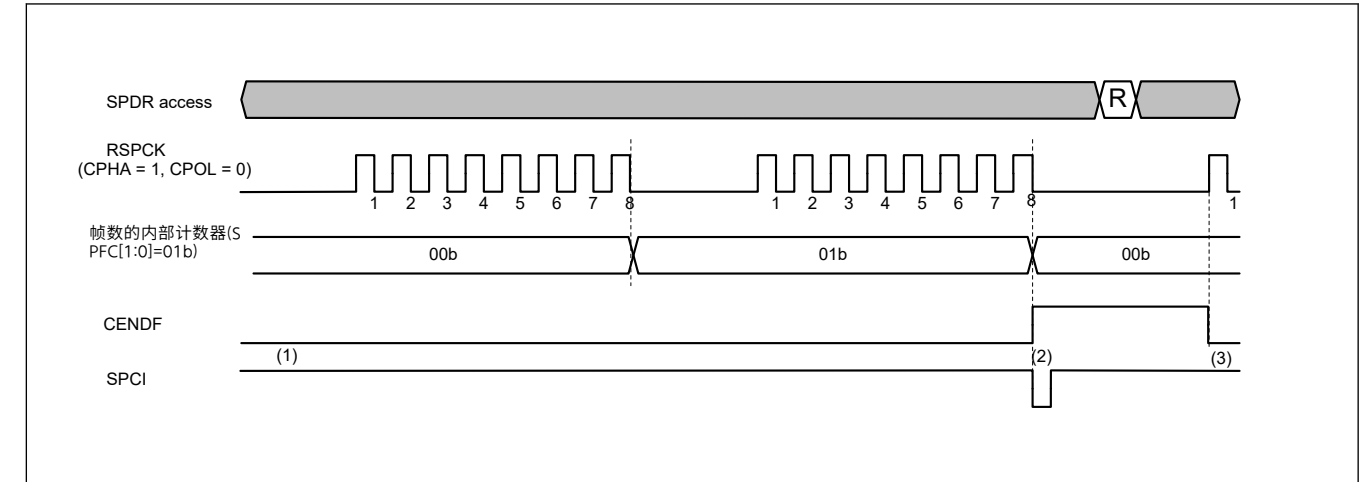 SPDR access
R
RSPCK
(CPHA = 1, CPOL = 0)
1 2 3 4 5 6 7 8 1 2 3 4 5 6 7 8 1
帧数的内部计数器(S
PFC[1:0]=01b)
00b 01b 00b
CENDF
(1) (2) (3)
SPCI